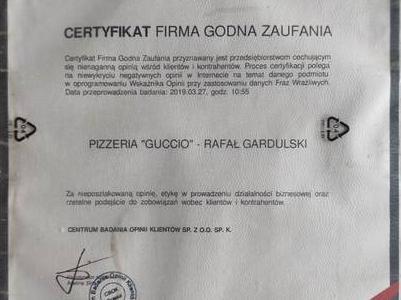 CERTYFIKAT FIRMA GODNA ZAUFANIA
Certyfikat Firma Godna Zaufania przyznawany jest przedsiębiorstwom cechującym
się nienaganną opinią wśród klientów i kontrahentów. Proces certyfikacji polega
na niewykryciu negatywnych opinii w Internecie na temat danego podmiotu
w oprogramowaniu Wskaźnika Opinii przy zastosowaniu danych Fraz Wrażliwych.
Data przeprowadzenia badania: 2019.03.27, godz. 10:55
PIZZERIA "GUCCIO" - RAFAŁ GARDULSKI
Za nieposzlakowaną opinię, etykę w prowadzeniu działalności biznesowej oraz
rzetelne podejście do zobowiązań wobec klientów i kontrahentów.
CENTRUM BADANIA OPINII KLIENTÓW SP. Z O.O. SP. K.